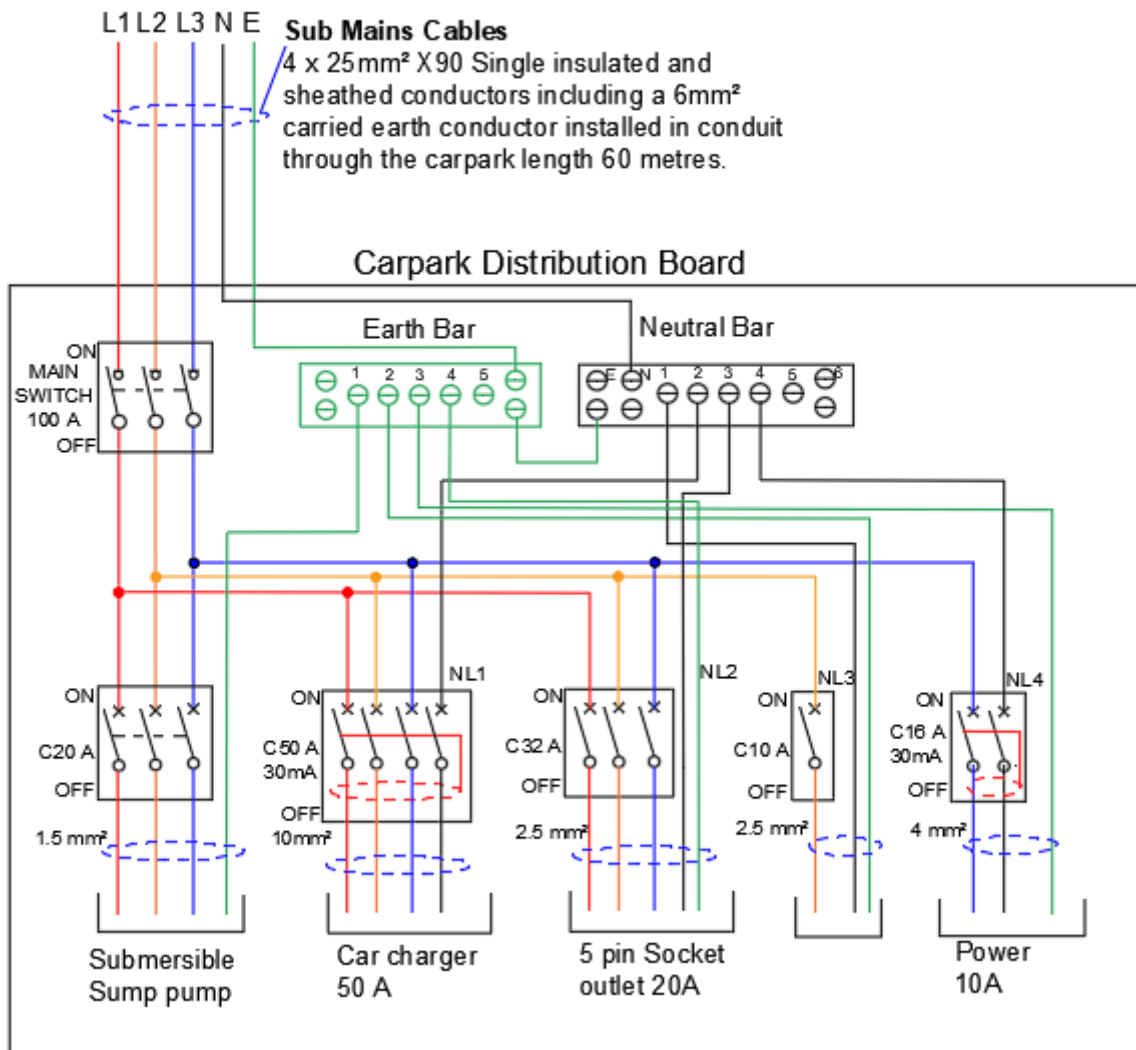 L1 L2 L3 N E
Sub Mains Cables
4 x 25mm² X90 Single insulated and
sheathed conductors including a 6mm²
carried earth conductor installed in conduit
through the carpark length 60 metres.
Carpark Distribution Board
ON
MAIN
SWITCH
100 A
OFF
Earth Bar
1 2 3 4 5
Neutral Bar
E N 1 2 3 4 5 6
ON
C20 A
OFF
1.5 mm²
Submersible
Sump pump
NL1
ON
C50 A
30mA
OFF
10mm²
Car charger
50 A
NL2
ON
C32 A
OFF
2.5 mm²
5 pin Socket
outlet 20A
NL3
ON
C10 A
OFF
2.5 mm²
NL4
ON
C16 A
30mA
OFF
4 mm²
Power
10A